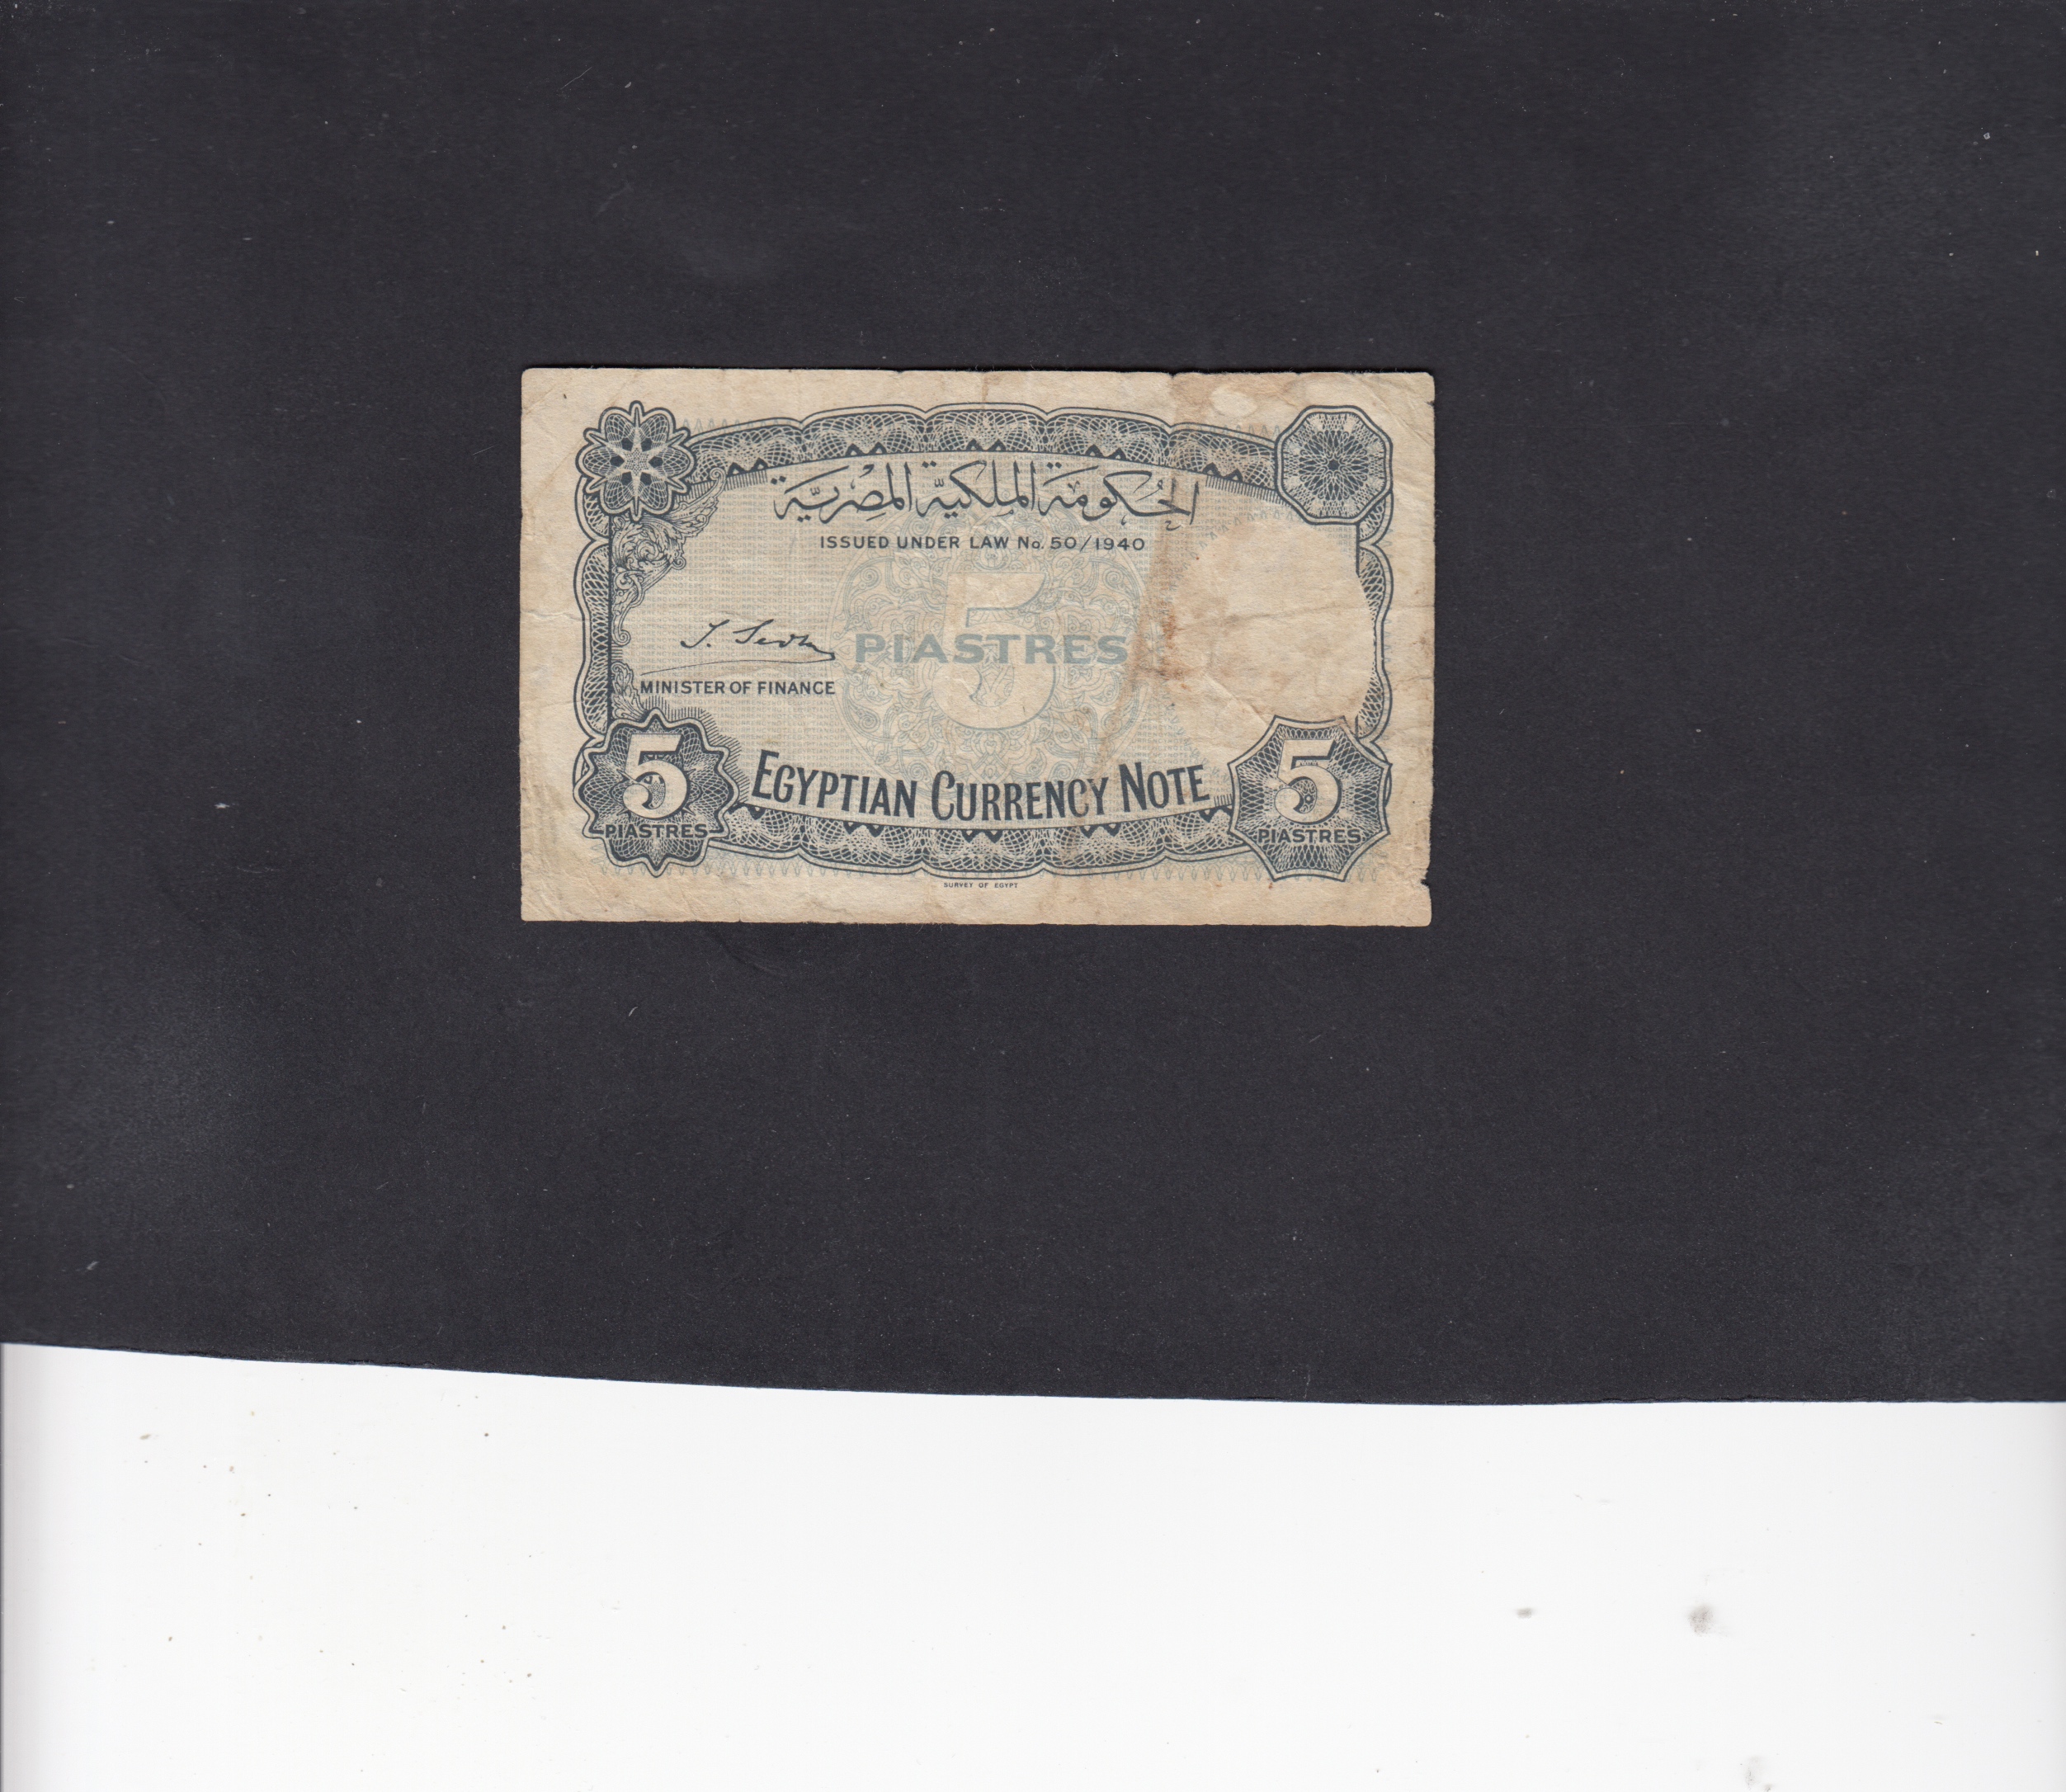 الحكومة الملكية المصرية
ISSUED UNDER LAW No. 50/1940
5
PIASTRES
MINISTER OF FINANCE
EGYPTIAN CURRENCY NOTE
5
PIASTRES
5
PIASTRES
SURVEY OF EGYPT